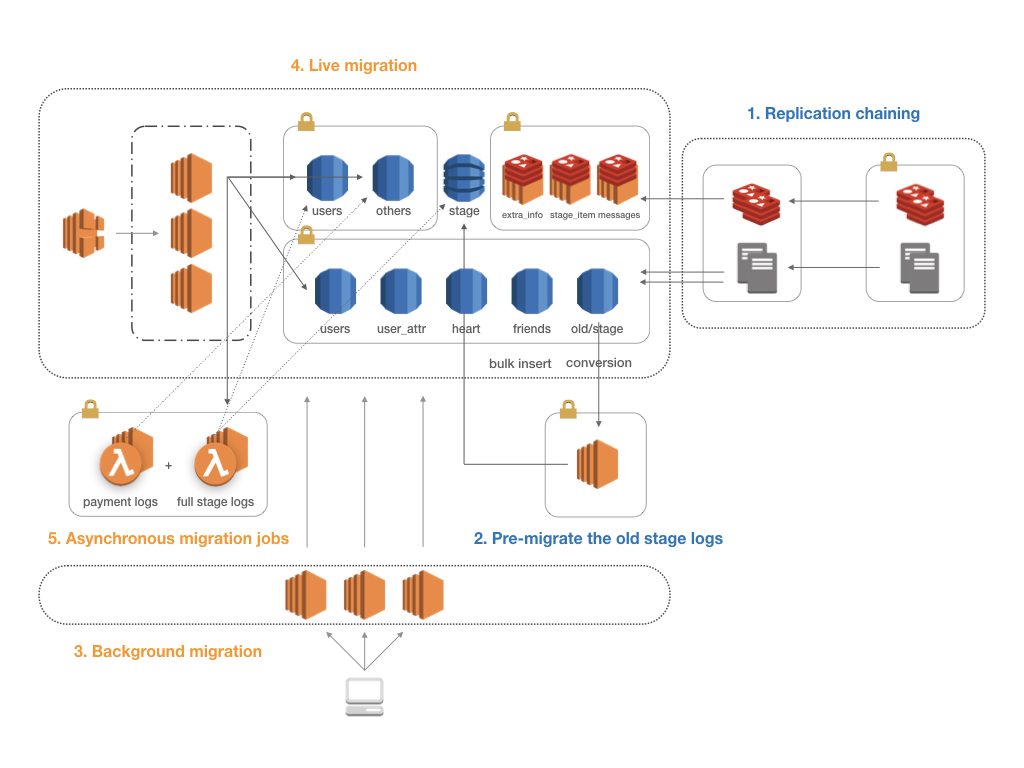 4. Live migration
1. Replication chaining
users
others
stage
extra_info
stage_item
messages
users
user_attr
heart
friends
old/stage
bulk insert
conversion
payment logs
+
full stage logs
5. Asynchronous migration jobs
2. Pre-migrate the old stage logs
3. Background migration